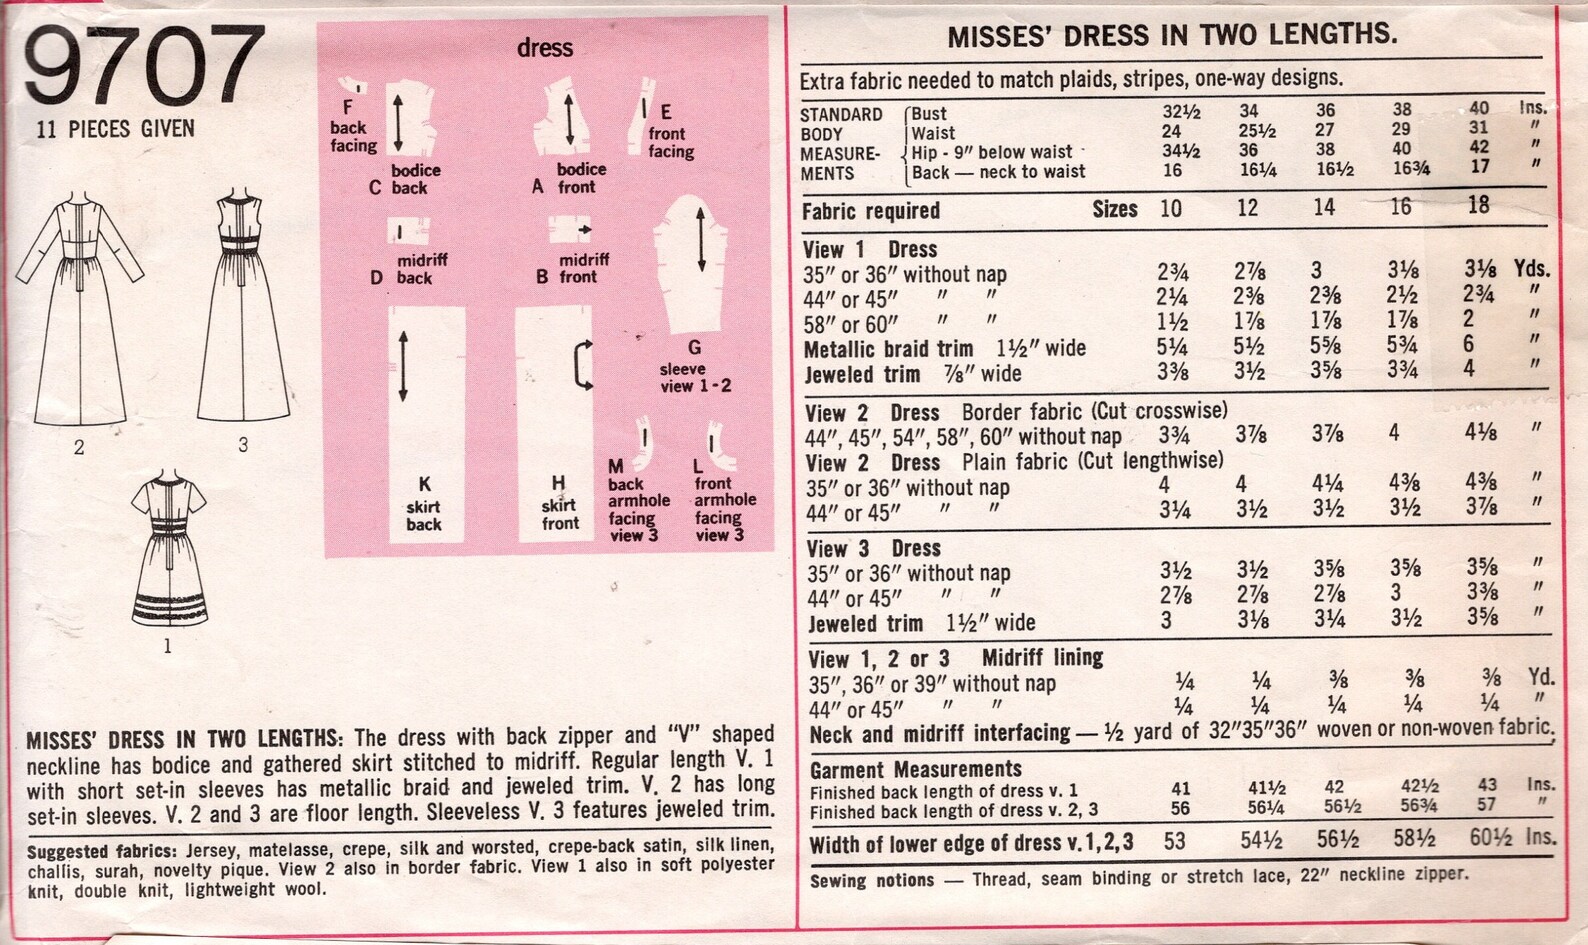 9707
11 PIECES GIVEN
2
3
1
dress
F
back
facing
C bodice
back
A bodice
front
E
front
facing
D midriff
back
B midriff
front
G
sleeve
view 1-2
K
skirt
back
H
skirt
front
M
back
armhole
facing
view 3
L
front
armhole
facing
view 3
MISSES' DRESS IN TWO LENGTHS: The dress with back zipper and "V" shaped
neckline has bodice and gathered skirt stitched to midriff. Regular length V. 1
with short set-in sleeves has metallic braid and jeweled trim. V. 2 has long
set-in sleeves. V. 2 and 3 are floor length. Sleeveless V. 3 features jeweled trim.
Suggested fabrics: Jersey, matelasse, crepe, silk and worsted, crepe-back satin, silk linen,
challis, surah, novelty pique. View 2 also in border fabric. View 1 also in soft polyester
knit, double knit, lightweight wool.
MISSES' DRESS IN TWO LENGTHS.
Extra fabric needed to match plaids, stripes, one-way designs.
STANDARD Bust 32½ 34 36 38 40 Ins.
BODY Waist 24 25½ 27 29 31 "
MEASURE- Hip - 9" below waist 34½ 36 38 40 42 "
MENTS Back — neck to waist 16 16¼ 16½ 16¾ 17 "
Fabric required Sizes 10 12 14 16 18
View 1 Dress
35" or 36" without nap 2¾ 2⅞ 3 3⅛ 3⅛ Yds.
44" or 45" " " 2¼ 2⅜ 2⅜ 2½ 2¾ "
58" or 60" " " 1½ 1⅞ 1⅞ 1⅞ 2 "
Metallic braid trim 1½" wide 5¼ 5½ 5⅝ 5¾ 6 "
Jeweled trim ⅞" wide 3⅜ 3½ 3⅝ 3¾ 4 "
View 2 Dress Border fabric (Cut crosswise)
44", 45", 54", 58", 60" without nap 3¾ 3⅞ 3⅞ 4 4⅛ "
View 2 Dress Plain fabric (Cut lengthwise)
35" or 36" without nap 4 4 4¼ 4⅜ 4⅜ "
44" or 45" " " 3¼ 3½ 3½ 3½ 3⅞ "
View 3 Dress
35" or 36" without nap 3½ 3½ 3⅝ 3⅝ 3⅝ "
44" or 45" " " 2⅞ 2⅞ 2⅞ 3 3⅜ "
Jeweled trim 1½" wide 3 3⅛ 3¼ 3½ 3⅝ "
View 1, 2 or 3 Midriff lining
35", 36" or 39" without nap ¼ ¼ ⅜ ⅜ ⅜ Yd.
44" or 45" " " ¼ ¼ ¼ ¼ ¼ "
Neck and midriff interfacing — ½ yard of 32"35"36" woven or non-woven fabric.
Garment Measurements
Finished back length of dress v. 1 41 41½ 42 42½ 43 Ins.
Finished back length of dress v. 2, 3 56 56¼ 56½ 56¾ 57 "
Width of lower edge of dress v.1,2,3 53 54½ 56½ 58½ 60½ Ins.
Sewing notions — Thread, seam binding or stretch lace, 22" neckline zipper.